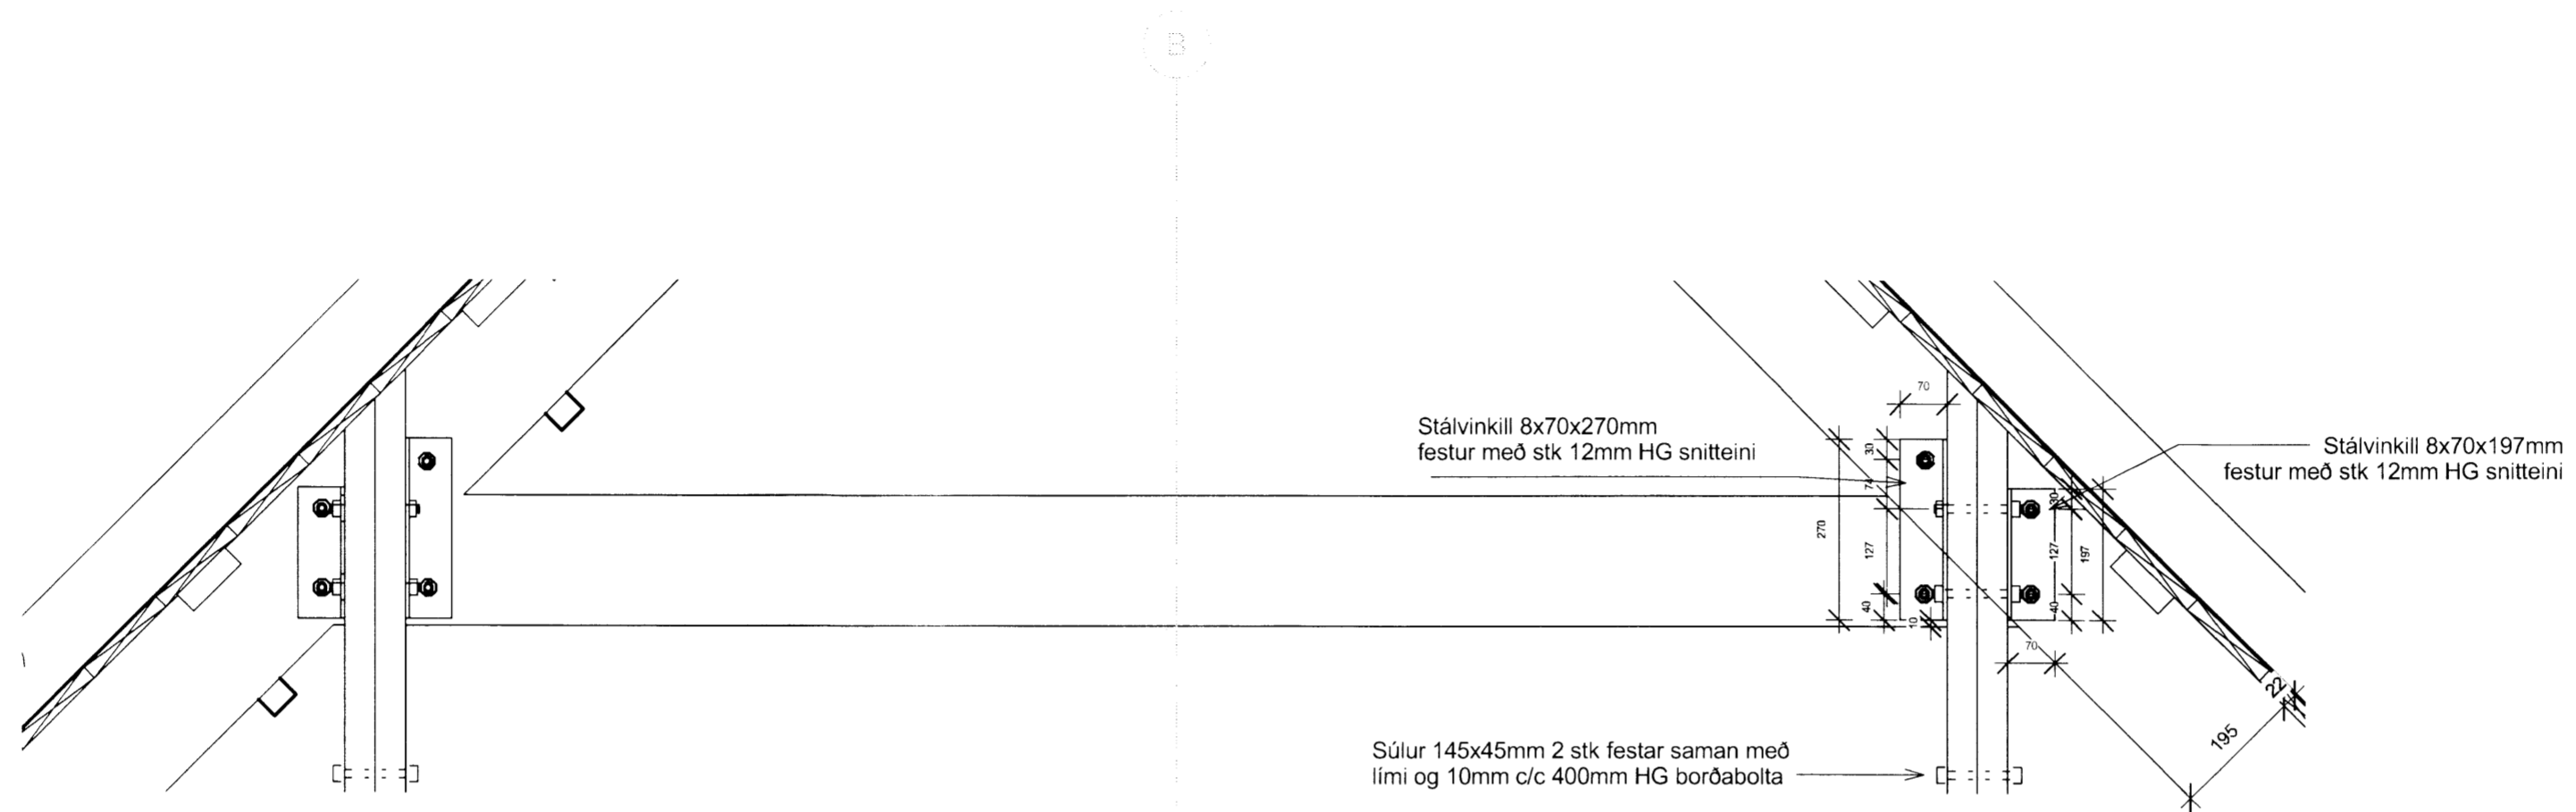 B
70
Stálvinkill 8x70x270mm
festur með stk 12mm HG snitteini
Stálvinkill 8x70x197mm
festur með stk 12mm HG snitteini
30
74
270
127
40
10
30
127
197
40
70
22
195
Súlur 145x45mm 2 stk festar saman með
lími og 10mm c/c 400mm HG borðabolta